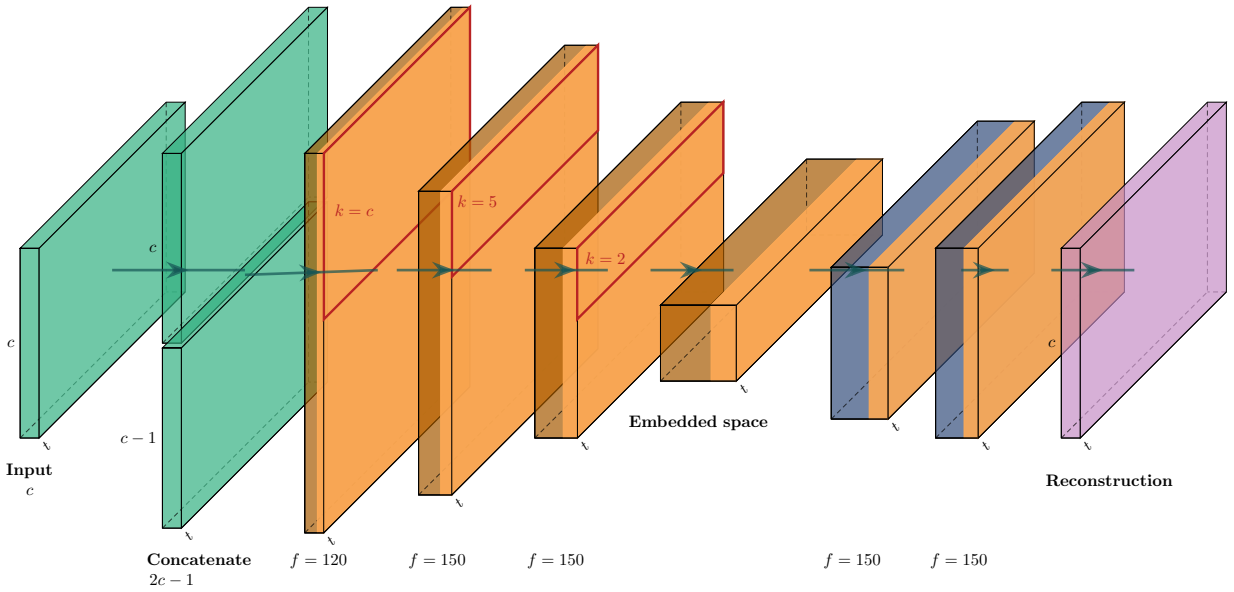 k = c
k = 5
c
k = 2
c
c
c − 1
t
t
t
t
t
t
t
t
t
Embedded space
Input
c
Reconstruction
Concatenate
2c − 1
f = 120
f = 150
f = 150
f = 150
f = 150